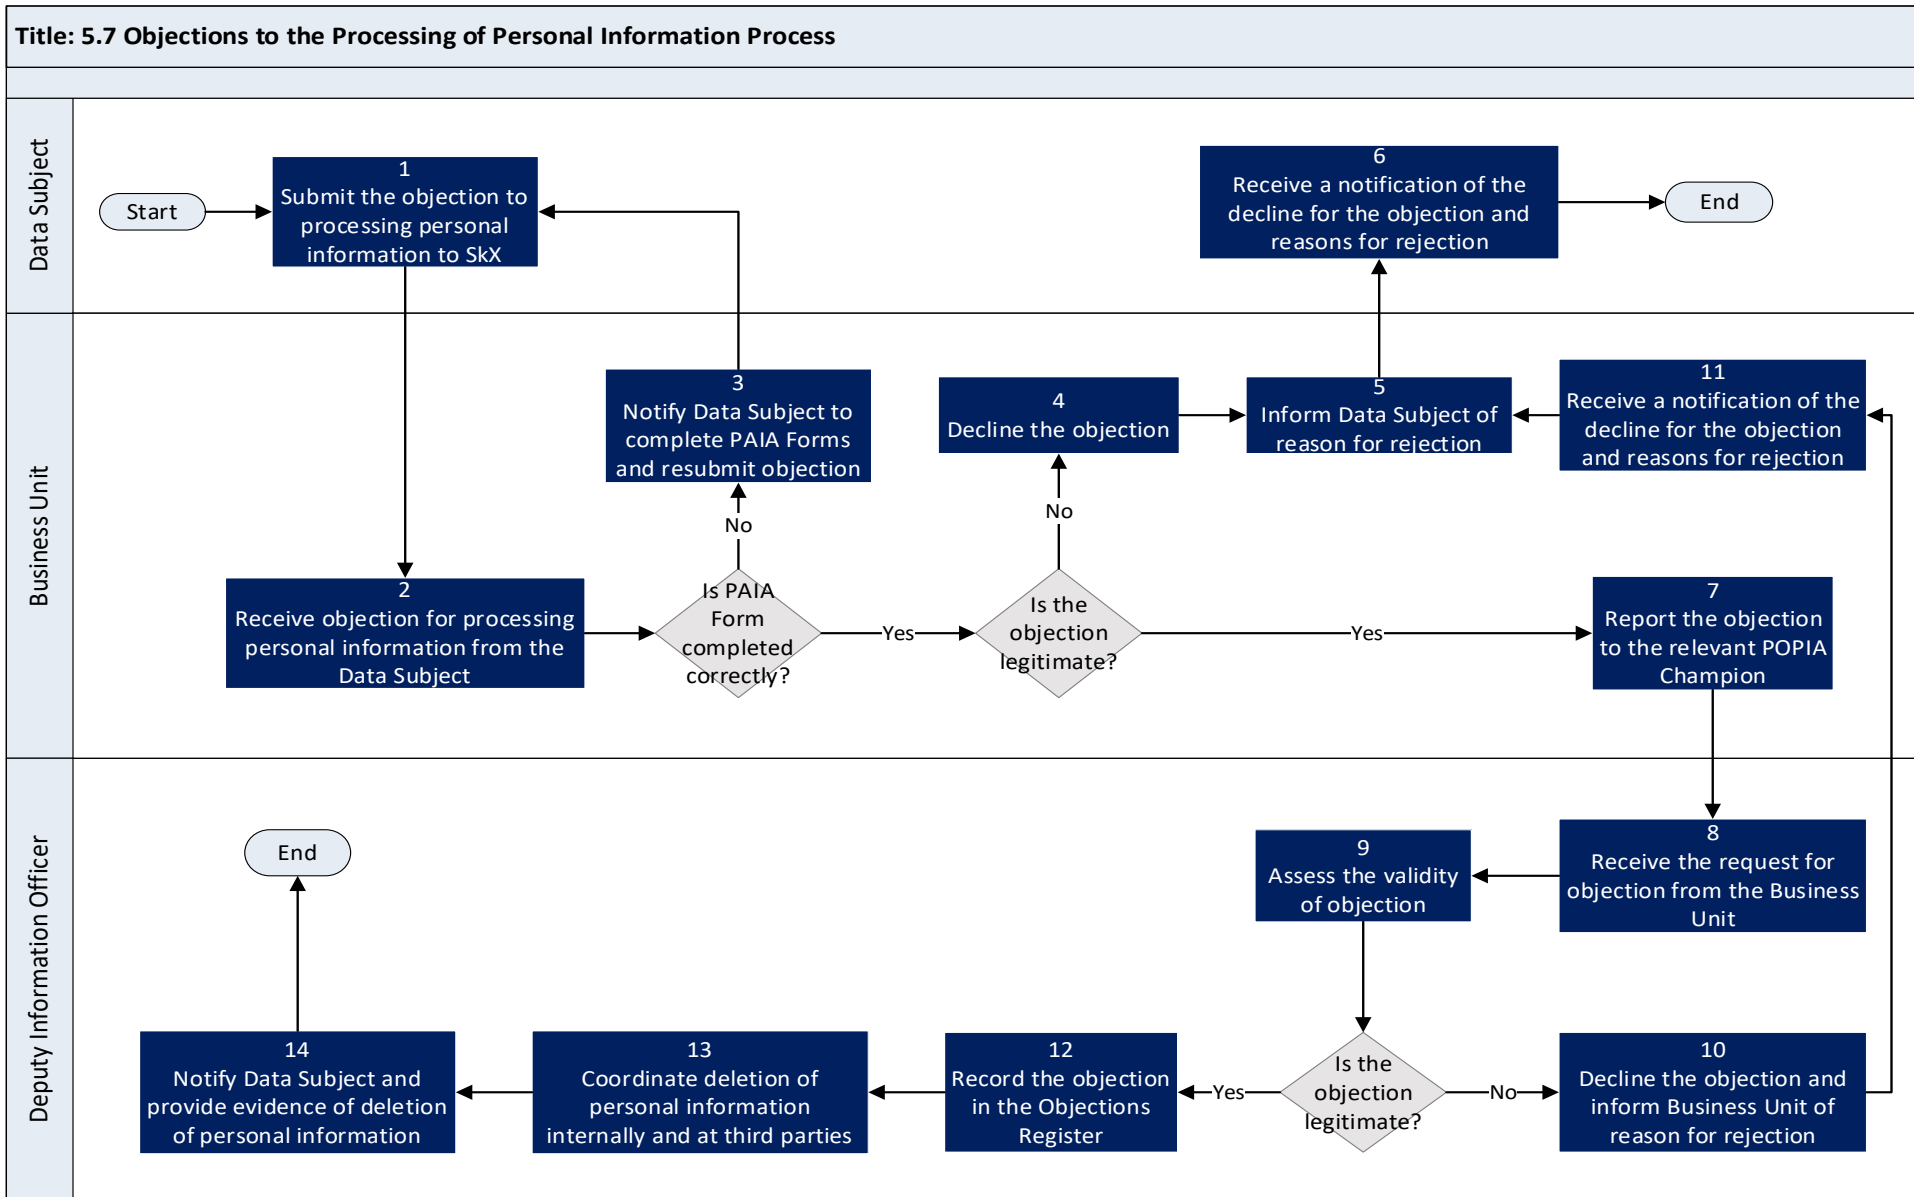 Title: 5.7 Objections to the Processing of Personal Information Process
Data Subject
Start
1
Submit the objection to
processing personal
information to SkX
6
Receive a notification of the
decline for the objection and
reasons for rejection
End
Business Unit
3
Notify Data Subject to
complete PAIA Forms
and resubmit objection
4
Decline the objection
5
Inform Data Subject of
reason for rejection
11
Receive a notification of the
decline for the objection
and reasons for rejection
No
No
2
Receive objection for processing
personal information from the
Data Subject
Is PAIA
Form
completed
correctly?
Yes
Is the
objection
legitimate?
Yes
7
Report the objection
to the relevant POPIA
Champion
Deputy Information Officer
End
9
Assess the validity
of objection
8
Receive the request for
objection from the Business
Unit
14
Notify Data Subject and
provide evidence of deletion
of personal information
13
Coordinate deletion of
personal information
internally and at third parties
12
Record the objection
in the Objections
Register
Yes
Is the
objection
legitimate?
No
10
Decline the objection and
inform Business Unit of
reason for rejection